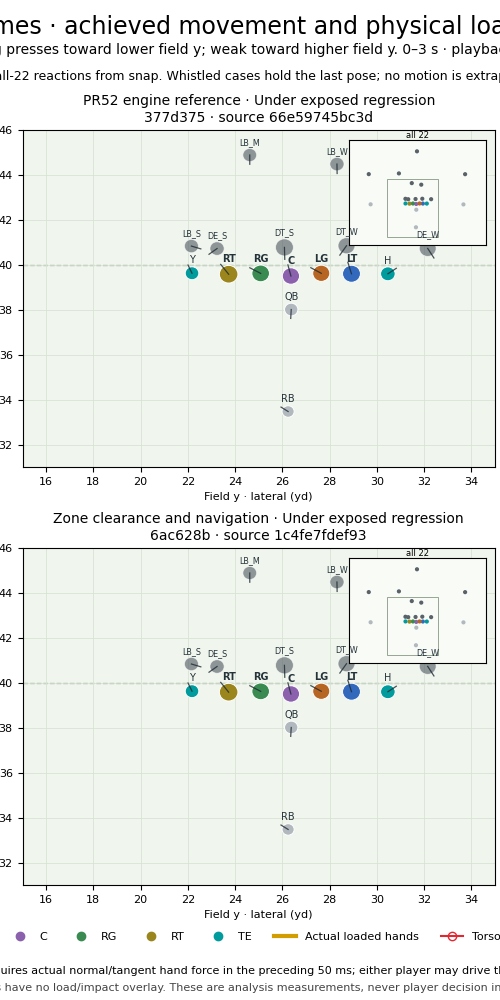 mes · achieved movement and physical loa
g presses toward lower field y; weak toward higher field y. 0–3 s · playbac
all-22 reactions from snap. Whistled cases hold the last pose; no motion is extrap
PR52 engine reference · Under exposed regression
377d375 · source 66e59745bc3d
46
44
42
40
38
36
34
32
LB_M
LB_W
all 22
LB_S
DE_S
DT_S
DT_W
DE_W
Y
RT
RG
C
LG
LT
H
QB
RB
16 18 20 22 24 26 28 30 32 34
Field y · lateral (yd)
Zone clearance and navigation · Under exposed regression
6ac628b · source 1c4fe7fdef93
46
44
42
40
38
36
34
32
LB_M
LB_W
all 22
LB_S
DE_S
DT_S
DT_W
DE_W
Y
RT
RG
C
LG
LT
H
QB
RB
16 18 20 22 24 26 28 30 32 34
Field y · lateral (yd)
C RG RT TE Actual loaded hands Torso
uires actual normal/tangent hand force in the preceding 50 ms; either player may drive th
s have no load/impact overlay. These are analysis measurements, never player decision in